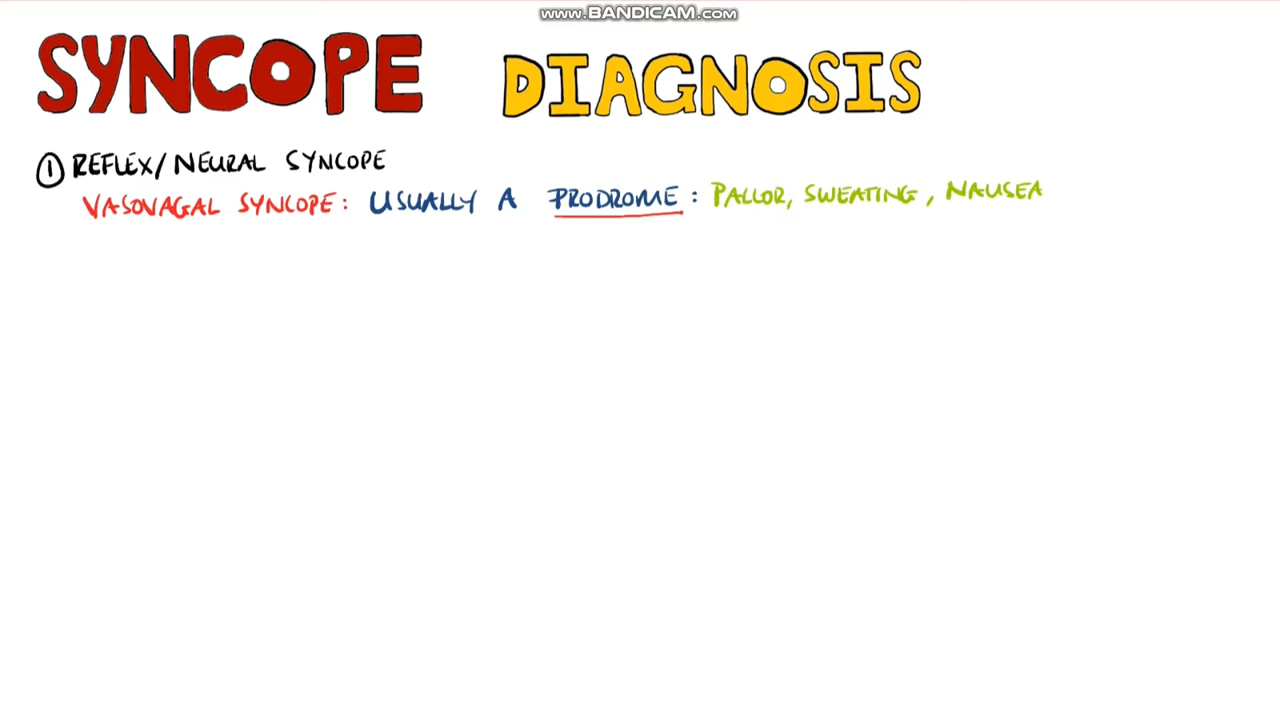 www.BANDICAM.com
SYNCOPE DIAGNOSIS
① REFLEX/NEURAL SYNCOPE
VASOVAGAL SYNCOPE: USUALLY A PRODROME: PALLOR, SWEATING, NAUSEA